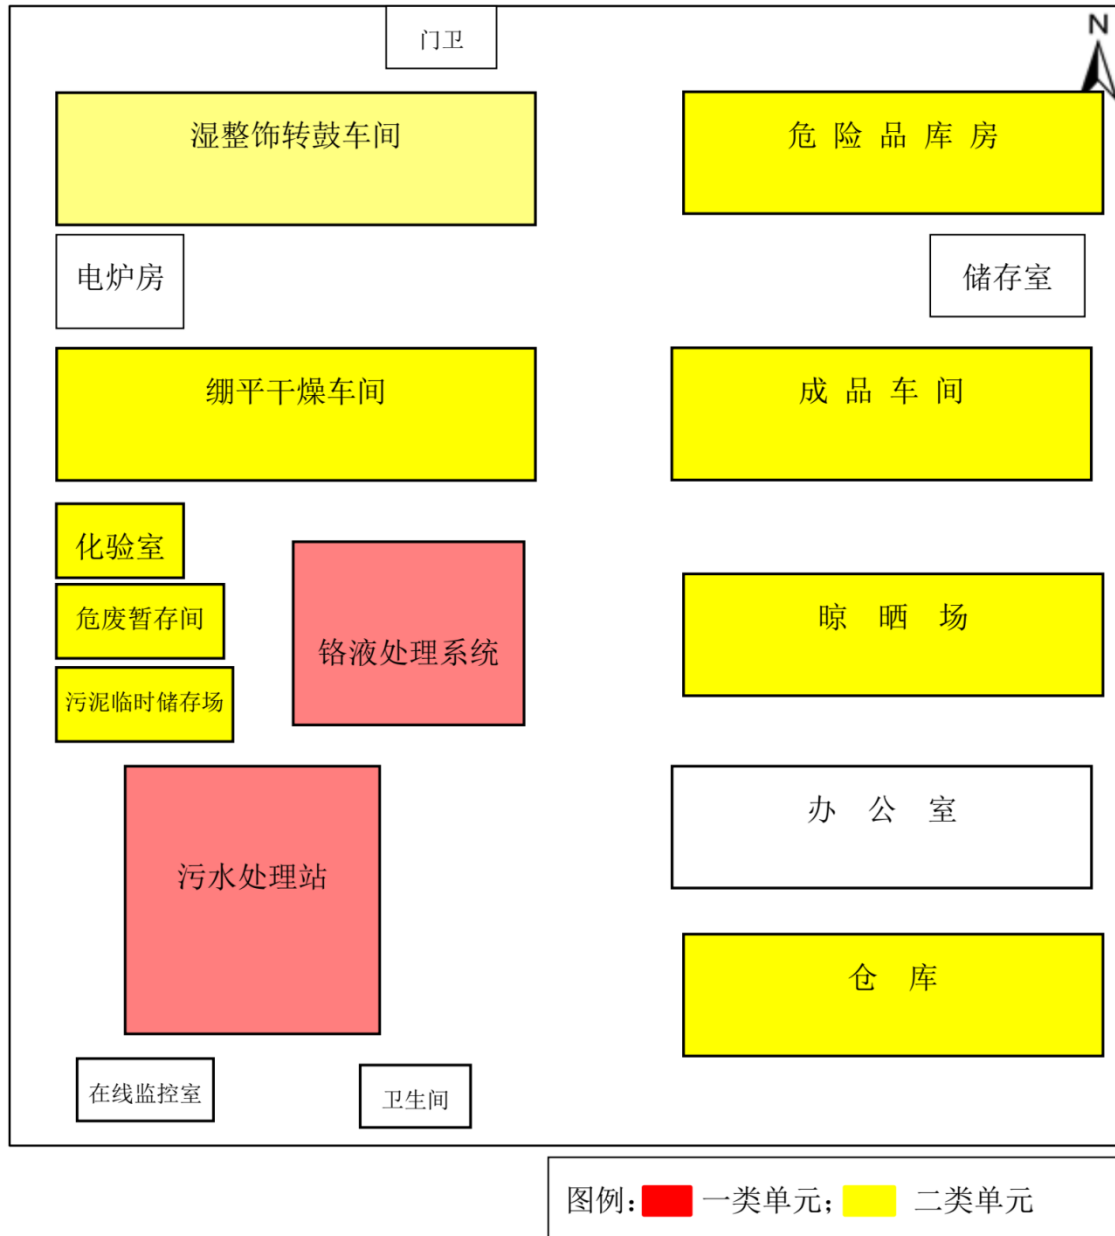 门卫
N
湿整饰转鼓车间
危险品库房
电炉房
储存室
绷平干燥车间
成品车间
化验室
危废暂存间
铬液处理系统
晾晒场
污泥临时储存场
办公室
污水处理站
仓库
在线监控室
卫生间
图例: 一类单元; 二类单元